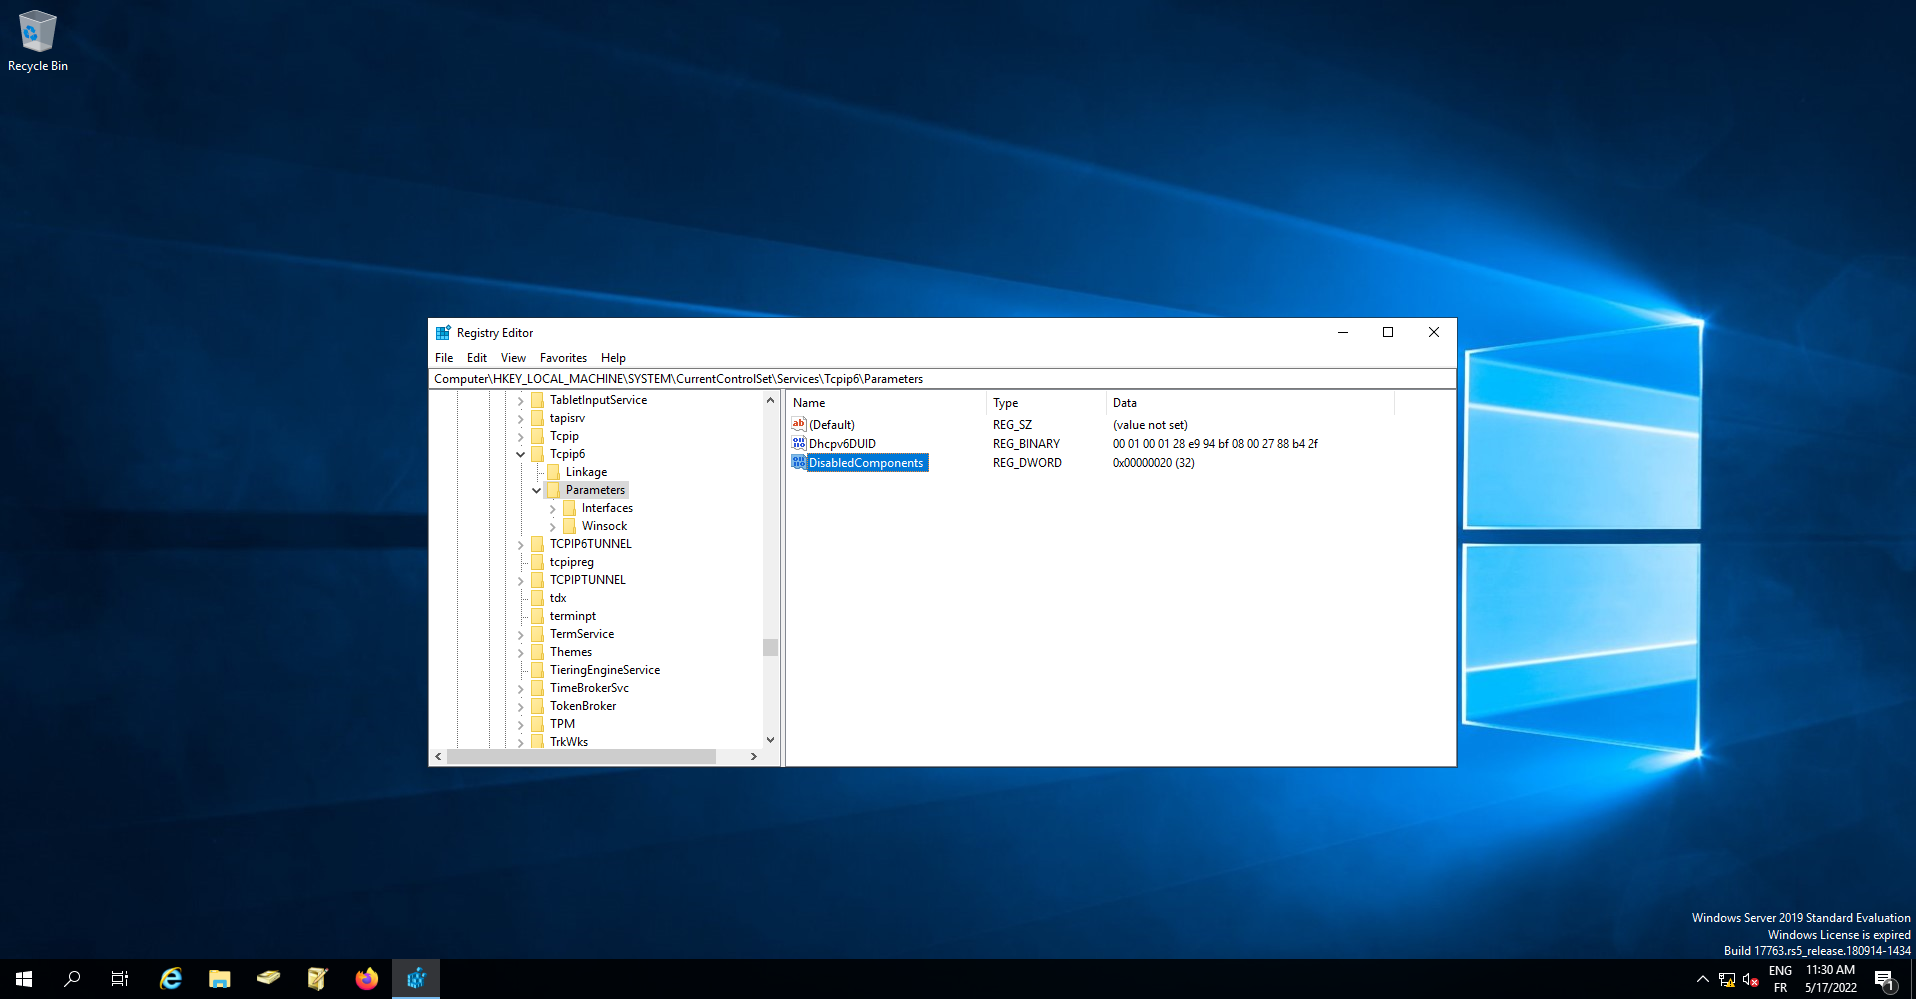 Recycle Bin
Registry Editor
File Edit View Favorites Help
Computer\HKEY_LOCAL_MACHINE\SYSTEM\CurrentControlSet\Services\Tcpip6\Parameters
TabletInputService
tapisrv
Tcpip
Tcpip6
Linkage
Parameters
Interfaces
Winsock
TCPIP6TUNNEL
tcpipreg
TCPIPTUNNEL
tdx
terminpt
TermService
Themes
TieringEngineService
TimeBrokerSvc
TokenBroker
TPM
TrkWks
Name Type Data
(Default) REG_SZ (value not set)
Dhcpv6DUID REG_BINARY 00 01 00 01 28 e9 94 bf 08 00 27 88 b4 2f
DisabledComponents REG_DWORD 0x00000020 (32)
Windows Server 2019 Standard Evaluation
Windows License is expired
Build 17763.rs5_release.180914-1434
ENG 11:30 AM
FR 5/17/2022
1